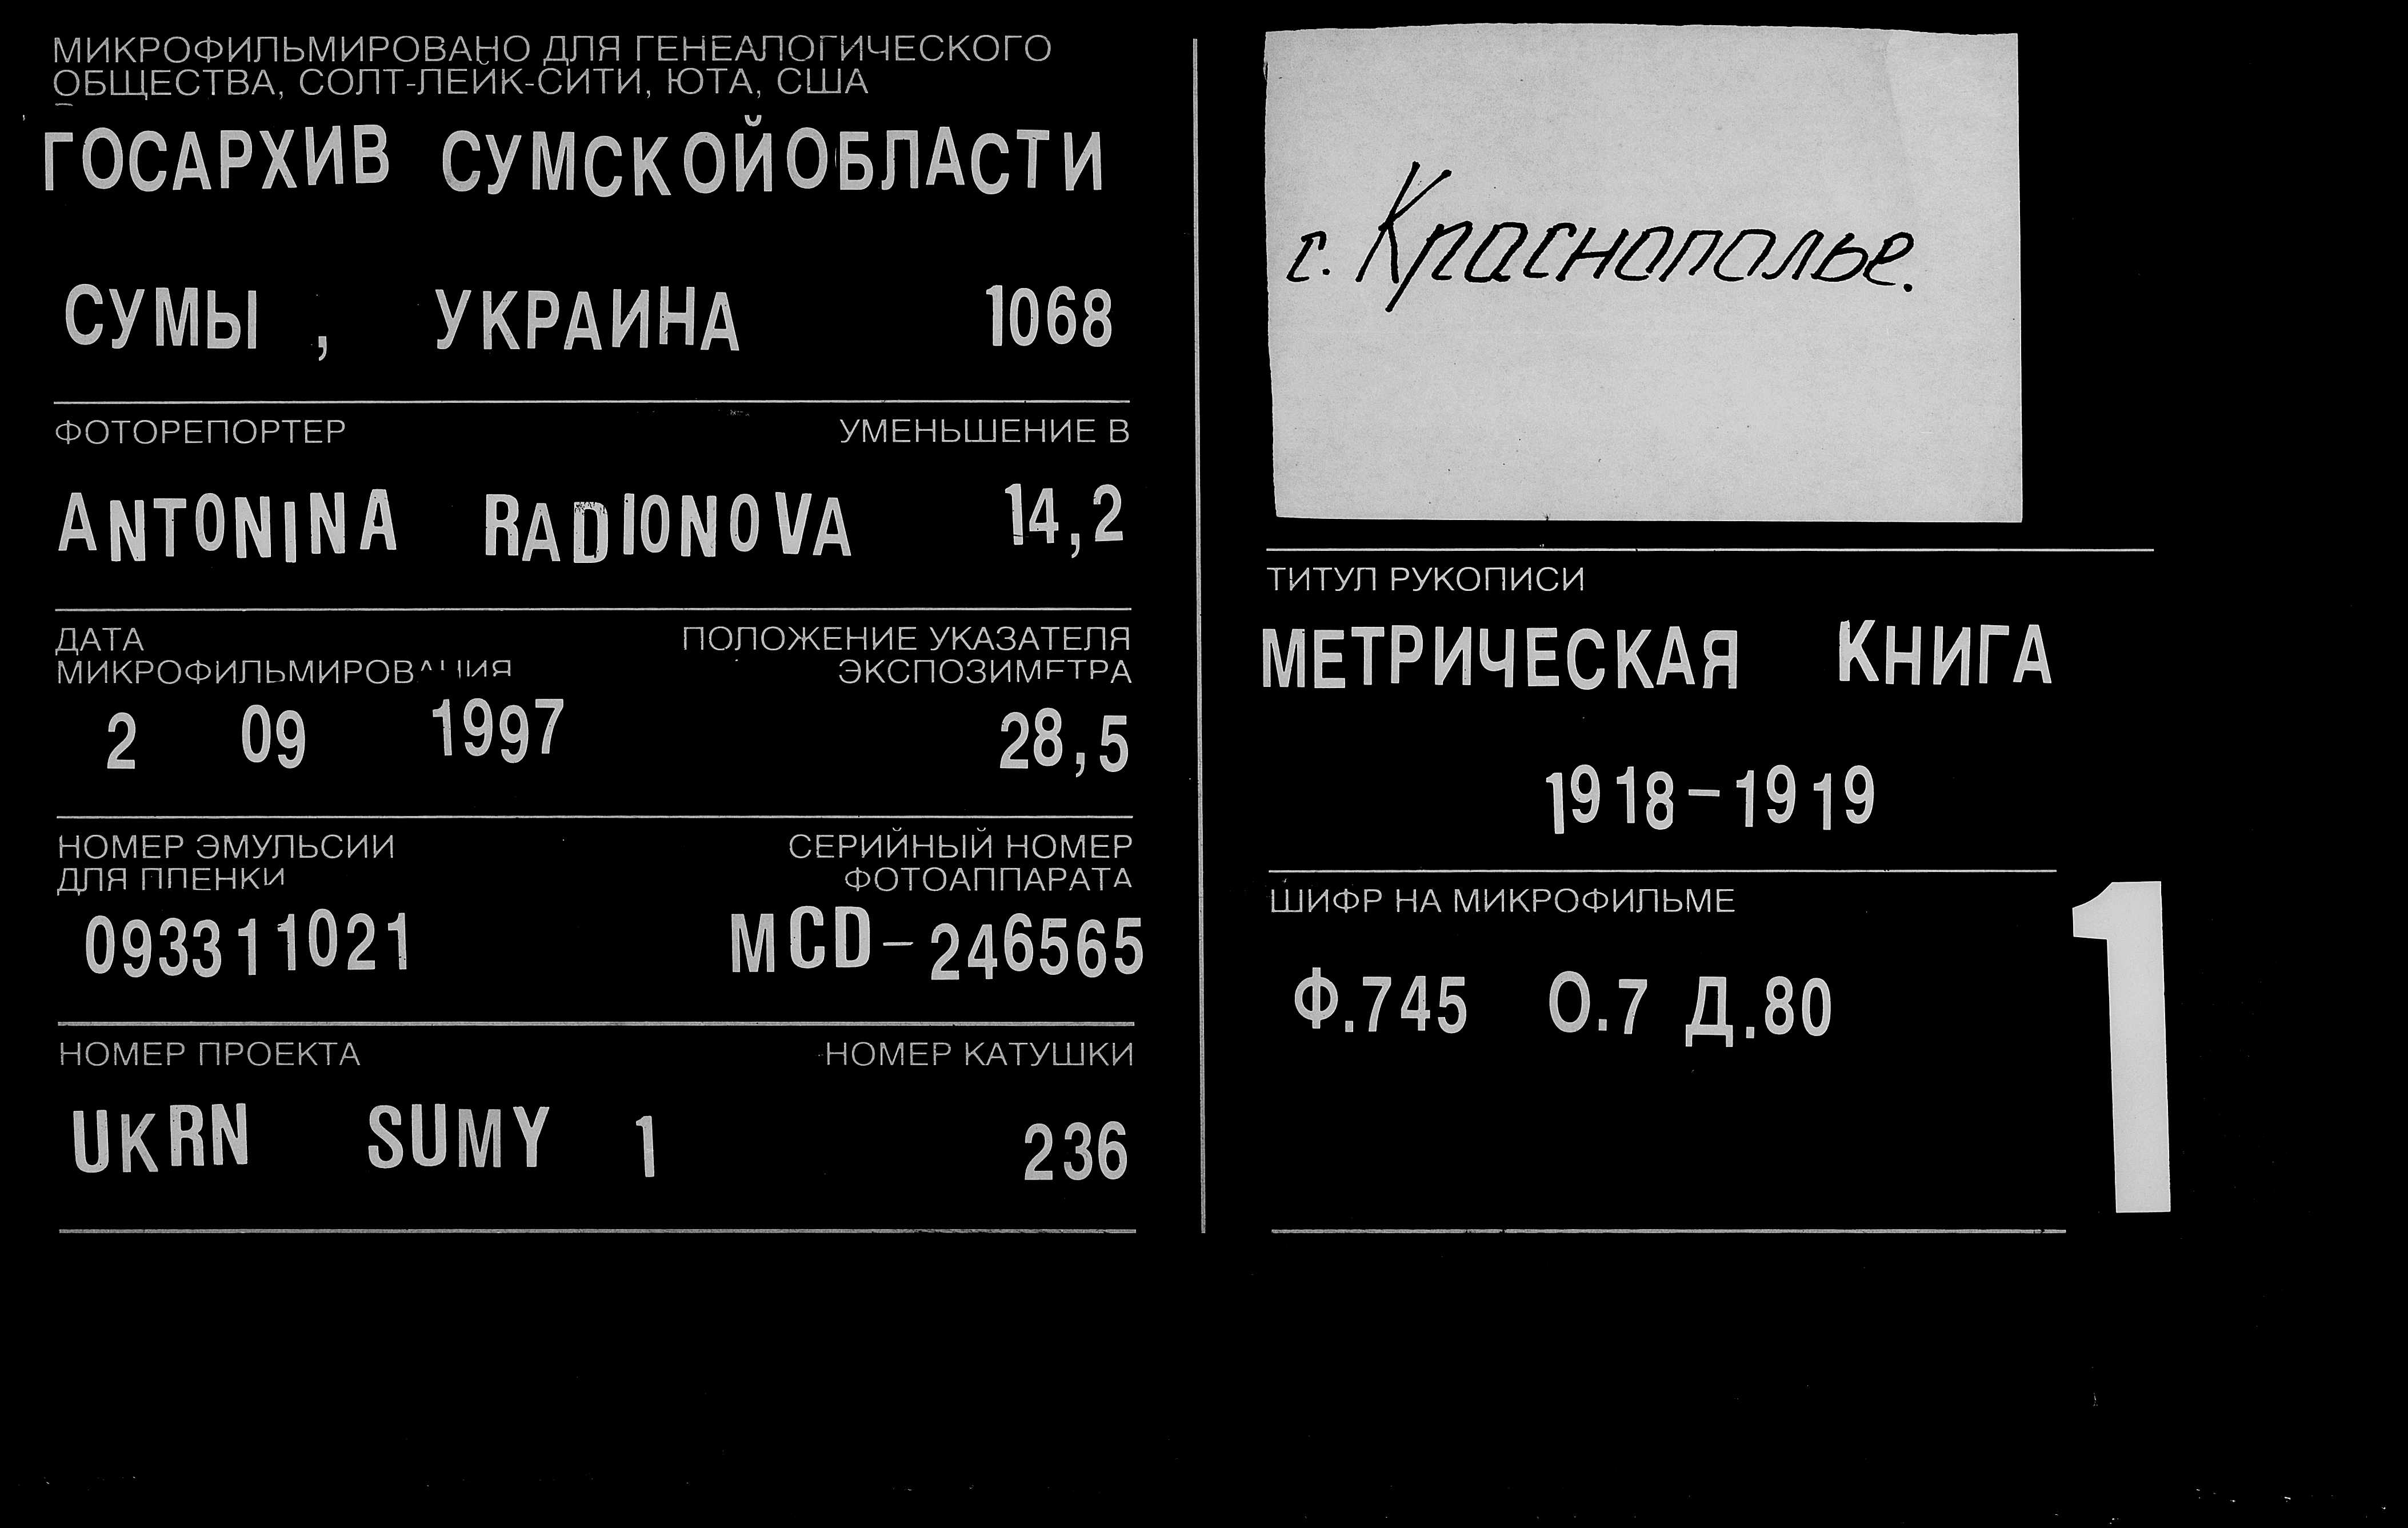 МИКРОФИЛЬМИРОВАНО ДЛЯ ГЕНЕАЛОГИЧЕСКОГО
ОБЩЕСТВА, СОЛТ-ЛЕЙК-СИТИ, ЮТА, США
ГОСАРХИВ СУМСКОЙ ОБЛАСТИ
СУМЫ , УКРАИНА 1068
ФОТОРЕПОРТЕР УМЕНЬШЕНИЕ В
ANTONINA RADIONOVA 14,2
ДАТА ПОЛОЖЕНИЕ УКАЗАТЕЛЯ
МИКРОФИЛЬМИРОВАНИЯ ЭКСПОЗИМЕТРА
2 09 1997 28,5
НОМЕР ЭМУЛЬСИИ СЕРИЙНЫЙ НОМЕР
ДЛЯ ПЛЕНКИ ФОТОАППАРАТА
093311021 MCD-246565
НОМЕР ПРОЕКТА НОМЕР КАТУШКИ
UKRN SUMY 1 236
с. Краснополье.
ТИТУЛ РУКОПИСИ
МЕТРИЧЕСКАЯ КНИГА
1918-1919
ШИФР НА МИКРОФИЛЬМЕ
Ф.745 О.7 Д.80
1